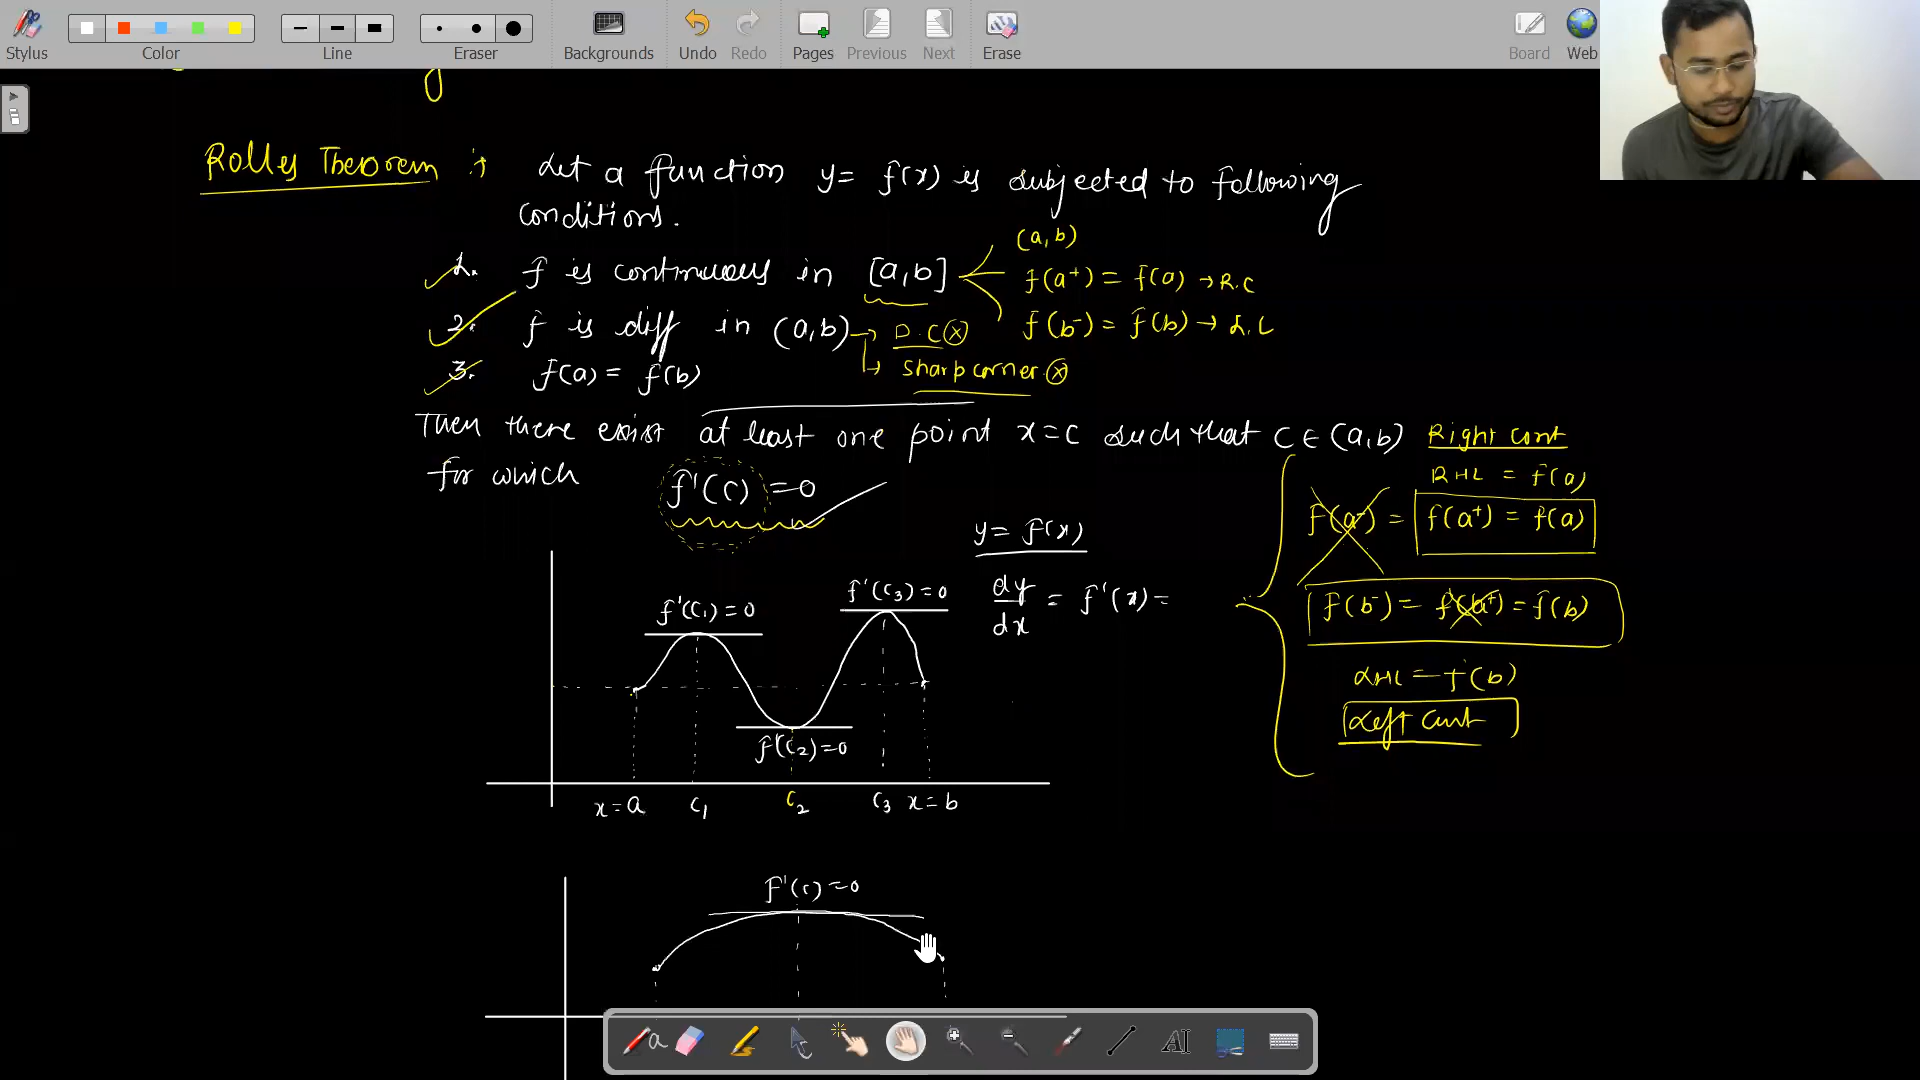 Stylus
Color
Line
Eraser
Backgrounds
Undo
Redo
Pages
Previous
Next
Erase
Board
Web
Rolles Theorem :→ Let a function y = f(x) is subjected to following
conditions.
1. f is continuous in [a,b]
(a,b)
f(a⁺) = f(a) → R.C
f(b⁻) = f(b) → L.C
2. f is diff in (a,b) → D.C ⓧ
↳ Sharp corner ⓧ
3. f(a) = f(b)
Then there exist at least one point x=c such that c ∈ (a,b)
for which f'(c) = 0
Right Cont
RHL = f(a)
f(a⁻) = f(a⁺) = f(a)
f(b⁻) = f(b⁺) = f(b)
LHL = f(b)
Left Cont
y = f(x)
dy/dx = f'(x) =
f'(c₁) = 0
f'(c₃) = 0
f'(c₂) = 0
x = a c₁ c₂ c₃ x = b
f'(c) = 0
a
AI